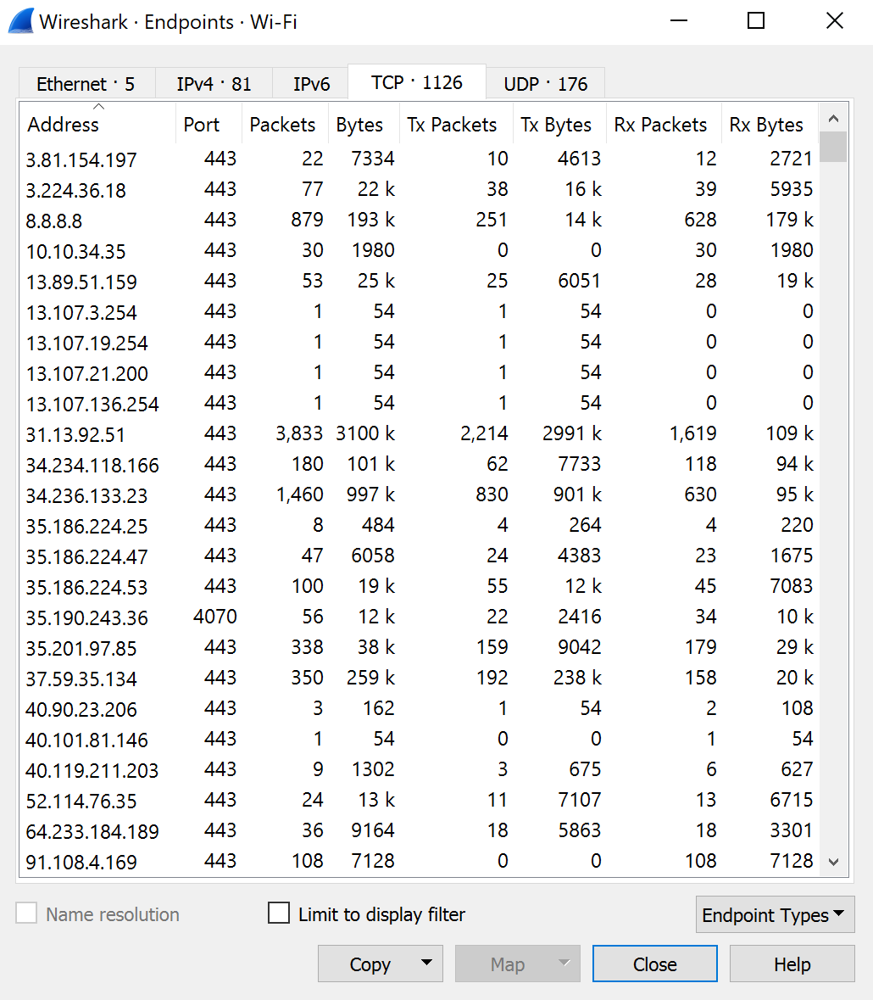 Wireshark · Endpoints · Wi-Fi
Ethernet · 5 IPv4 · 81 IPv6 TCP · 1126 UDP · 176
Address Port Packets Bytes Tx Packets Tx Bytes Rx Packets Rx Bytes
3.81.154.197 443 22 7334 10 4613 12 2721
3.224.36.18 443 77 22 k 38 16 k 39 5935
8.8.8.8 443 879 193 k 251 14 k 628 179 k
10.10.34.35 443 30 1980 0 0 30 1980
13.89.51.159 443 53 25 k 25 6051 28 19 k
13.107.3.254 443 1 54 1 54 0 0
13.107.19.254 443 1 54 1 54 0 0
13.107.21.200 443 1 54 1 54 0 0
13.107.136.254 443 1 54 1 54 0 0
31.13.92.51 443 3,833 3100 k 2,214 2991 k 1,619 109 k
34.234.118.166 443 180 101 k 62 7733 118 94 k
34.236.133.23 443 1,460 997 k 830 901 k 630 95 k
35.186.224.25 443 8 484 4 264 4 220
35.186.224.47 443 47 6058 24 4383 23 1675
35.186.224.53 443 100 19 k 55 12 k 45 7083
35.190.243.36 4070 56 12 k 22 2416 34 10 k
35.201.97.85 443 338 38 k 159 9042 179 29 k
37.59.35.134 443 350 259 k 192 238 k 158 20 k
40.90.23.206 443 3 162 1 54 2 108
40.101.81.146 443 1 54 0 0 1 54
40.119.211.203 443 9 1302 3 675 6 627
52.114.76.35 443 24 13 k 11 7107 13 6715
64.233.184.189 443 36 9164 18 5863 18 3301
91.108.4.169 443 108 7128 0 0 108 7128
Name resolution Limit to display filter Endpoint Types
Copy Map Close Help